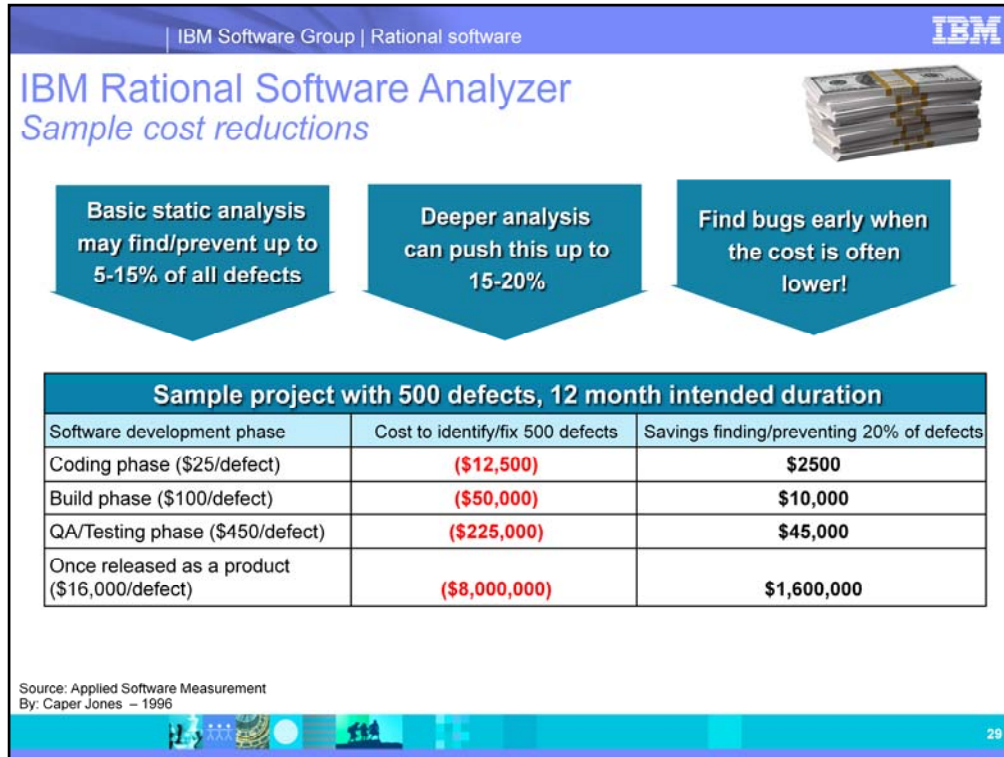 IBM Software Group | Rational software
IBM
IBM Rational Software Analyzer
Sample cost reductions
Basic static analysis
may find/prevent up to
5-15% of all defects
Deeper analysis
can push this up to
15-20%
Find bugs early when
the cost is often
lower!
Sample project with 500 defects, 12 month intended duration
Software development phase Cost to identify/fix 500 defects Savings finding/preventing 20% of defects
Coding phase ($25/defect) ($12,500) $2500
Build phase ($100/defect) ($50,000) $10,000
QA/Testing phase ($450/defect) ($225,000) $45,000
Once released as a product
($16,000/defect) ($8,000,000) $1,600,000
Source: Applied Software Measurement
By: Caper Jones – 1996
29